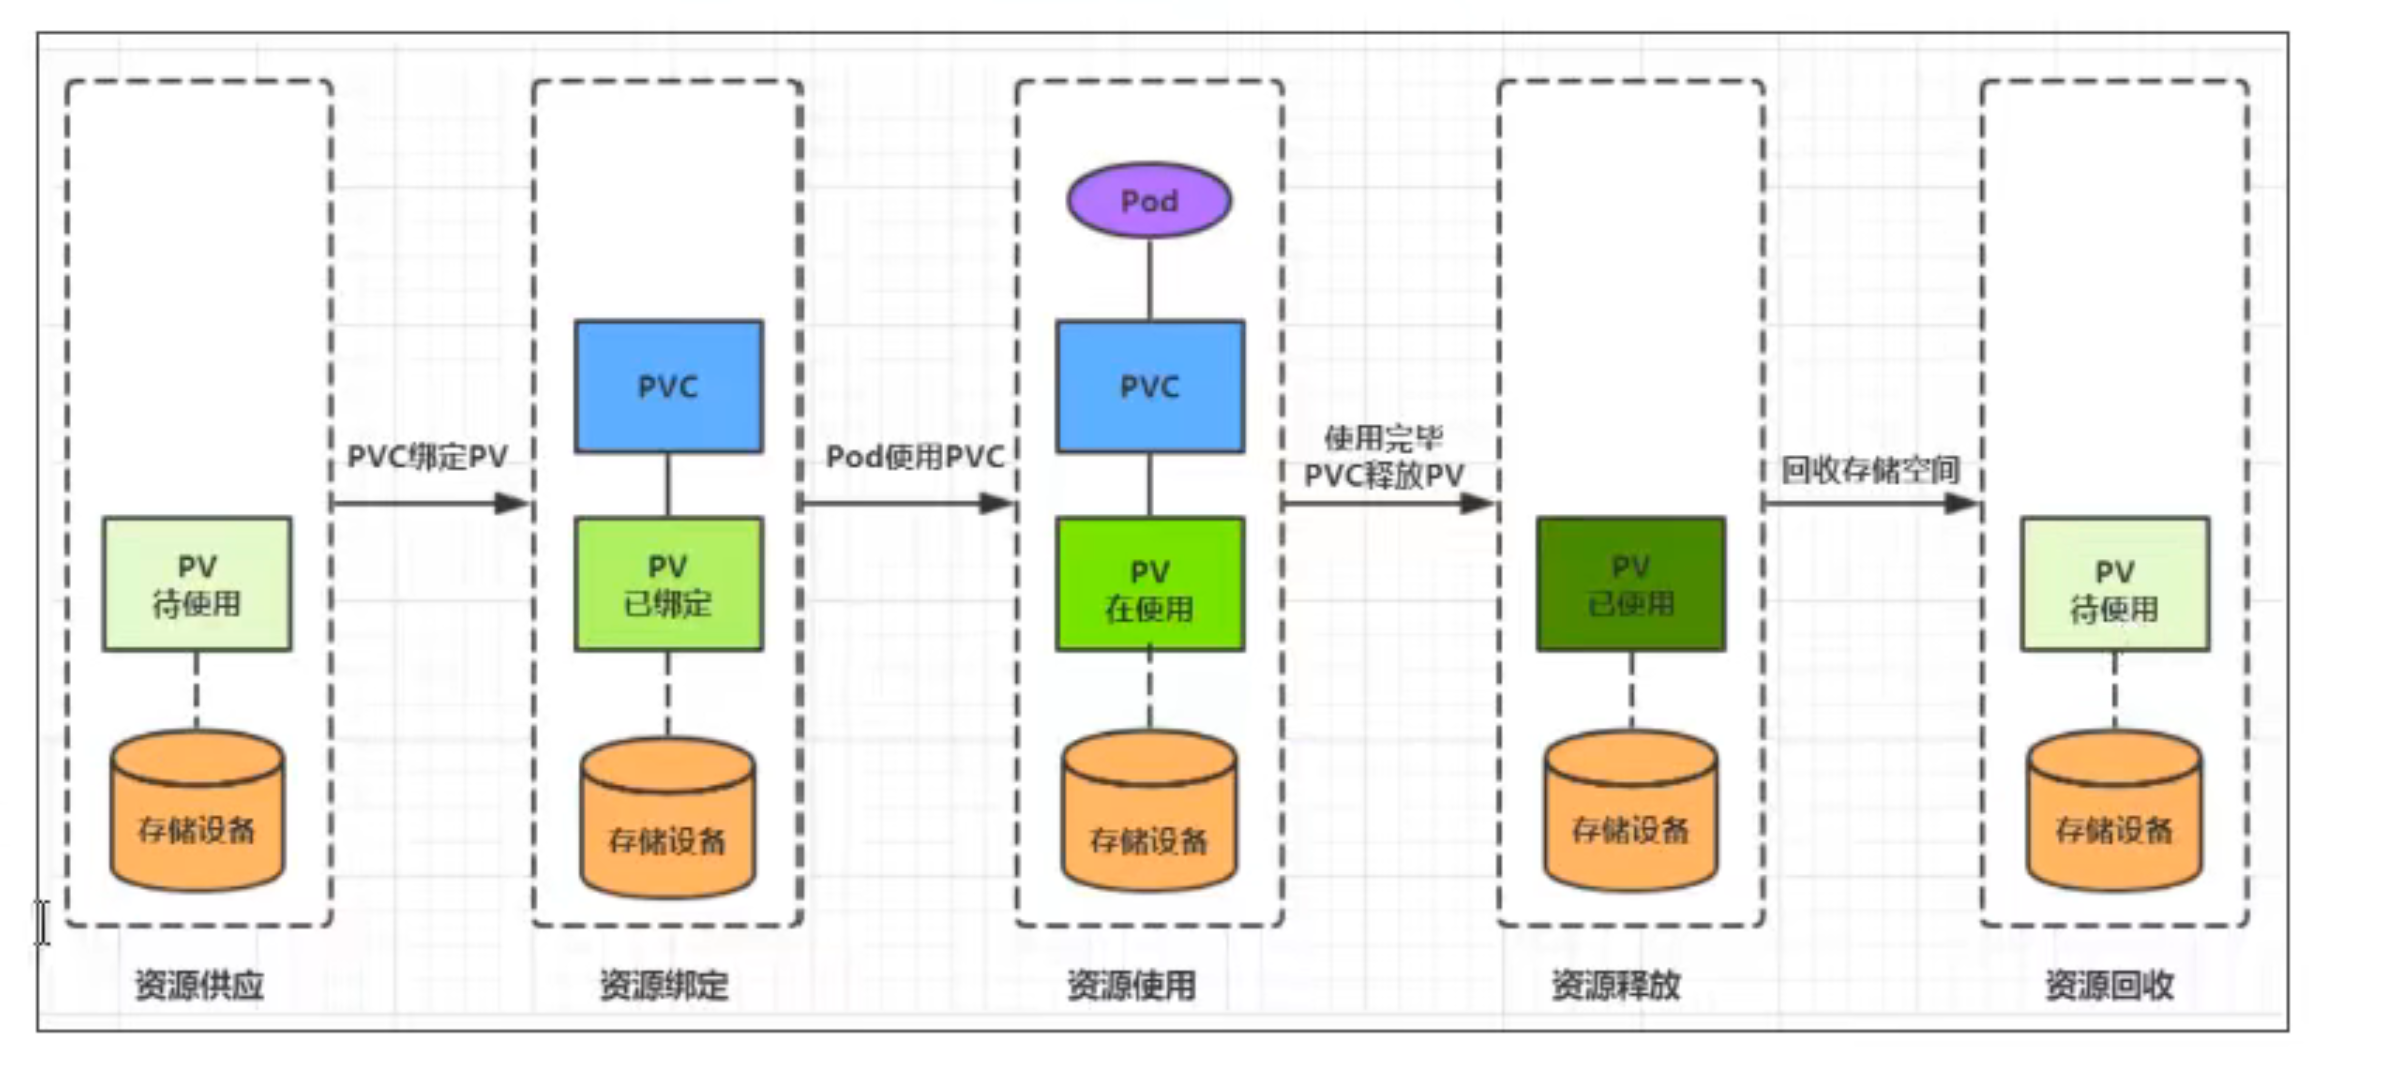 Pod
PVC
PVC
PVC绑定PV
Pod使用PVC
使用完毕
PVC释放PV
回收存储空间
PV
待使用
PV
已绑定
PV
在使用
PV
已使用
PV
待使用
存储设备
存储设备
存储设备
存储设备
存储设备
资源供应
资源绑定
资源使用
资源释放
资源回收